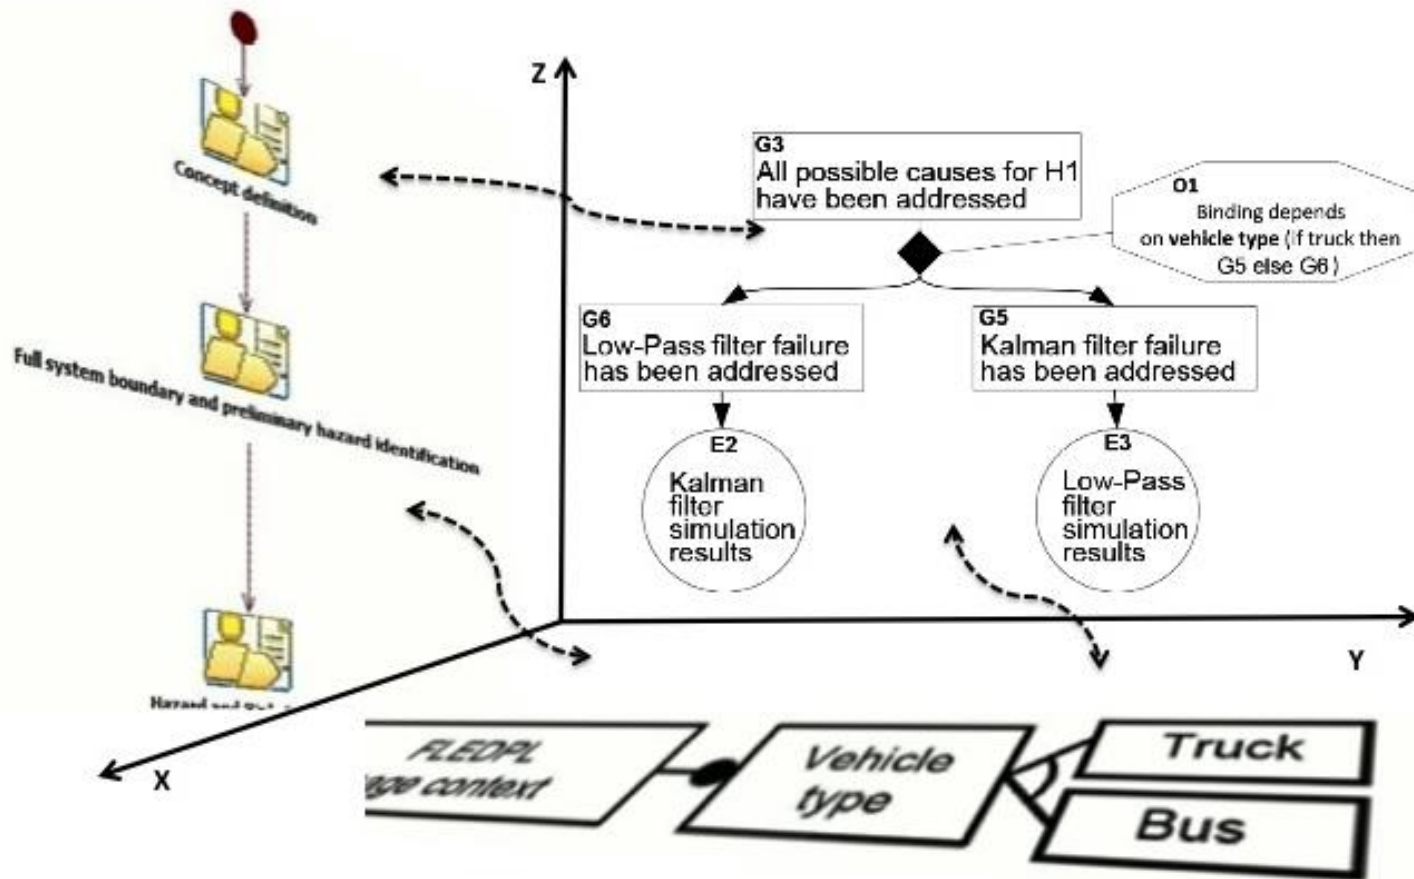 Z
G3
All possible causes for H1
have been addressed
O1
Binding depends
on vehicle type (if truck then
G5 else G6)
Concept definition
G6
Low-Pass filter failure
has been addressed
G5
Kalman filter failure
has been addressed
Full system boundary and preliminary hazard identification
E2
Kalman
filter
simulation
results
E3
Low-Pass
filter
simulation
results
Y
Hazard and
X
FLEDPL
context
Vehicle
type
Truck
Bus